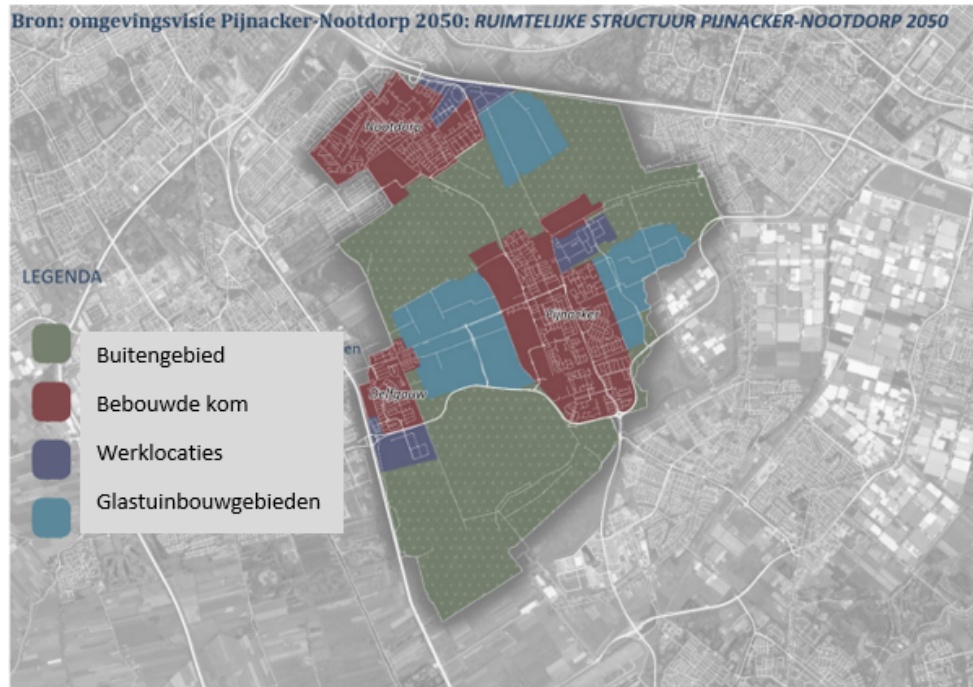 Bron: omgevingsvisie Pijnacker-Nootdorp 2050: RUIMTELIJKE STRUCTUUR PIJNACKER-NOOTDORP 2050
Nootdorp
LEGENDA
Pijnacker
en
Buitengebied
Delfgauw
Bebouwde kom
Werklocaties
Glastuinbouwgebieden